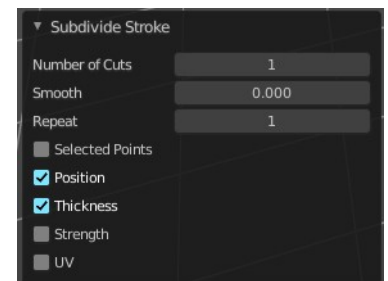 Subdivide Stroke
Number of Cuts 1
Smooth 0.000
Repeat 1
Selected Points
Position
Thickness
Strength
UV